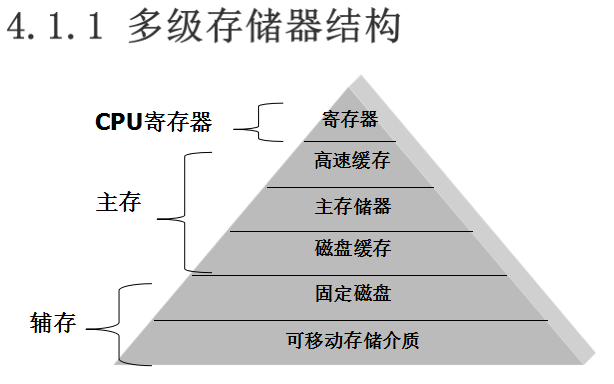 4.1.1 多级存储器结构
CPU寄存器
寄存器
高速缓存
主存
主存储器
磁盘缓存
固定磁盘
辅存
可移动存储介质